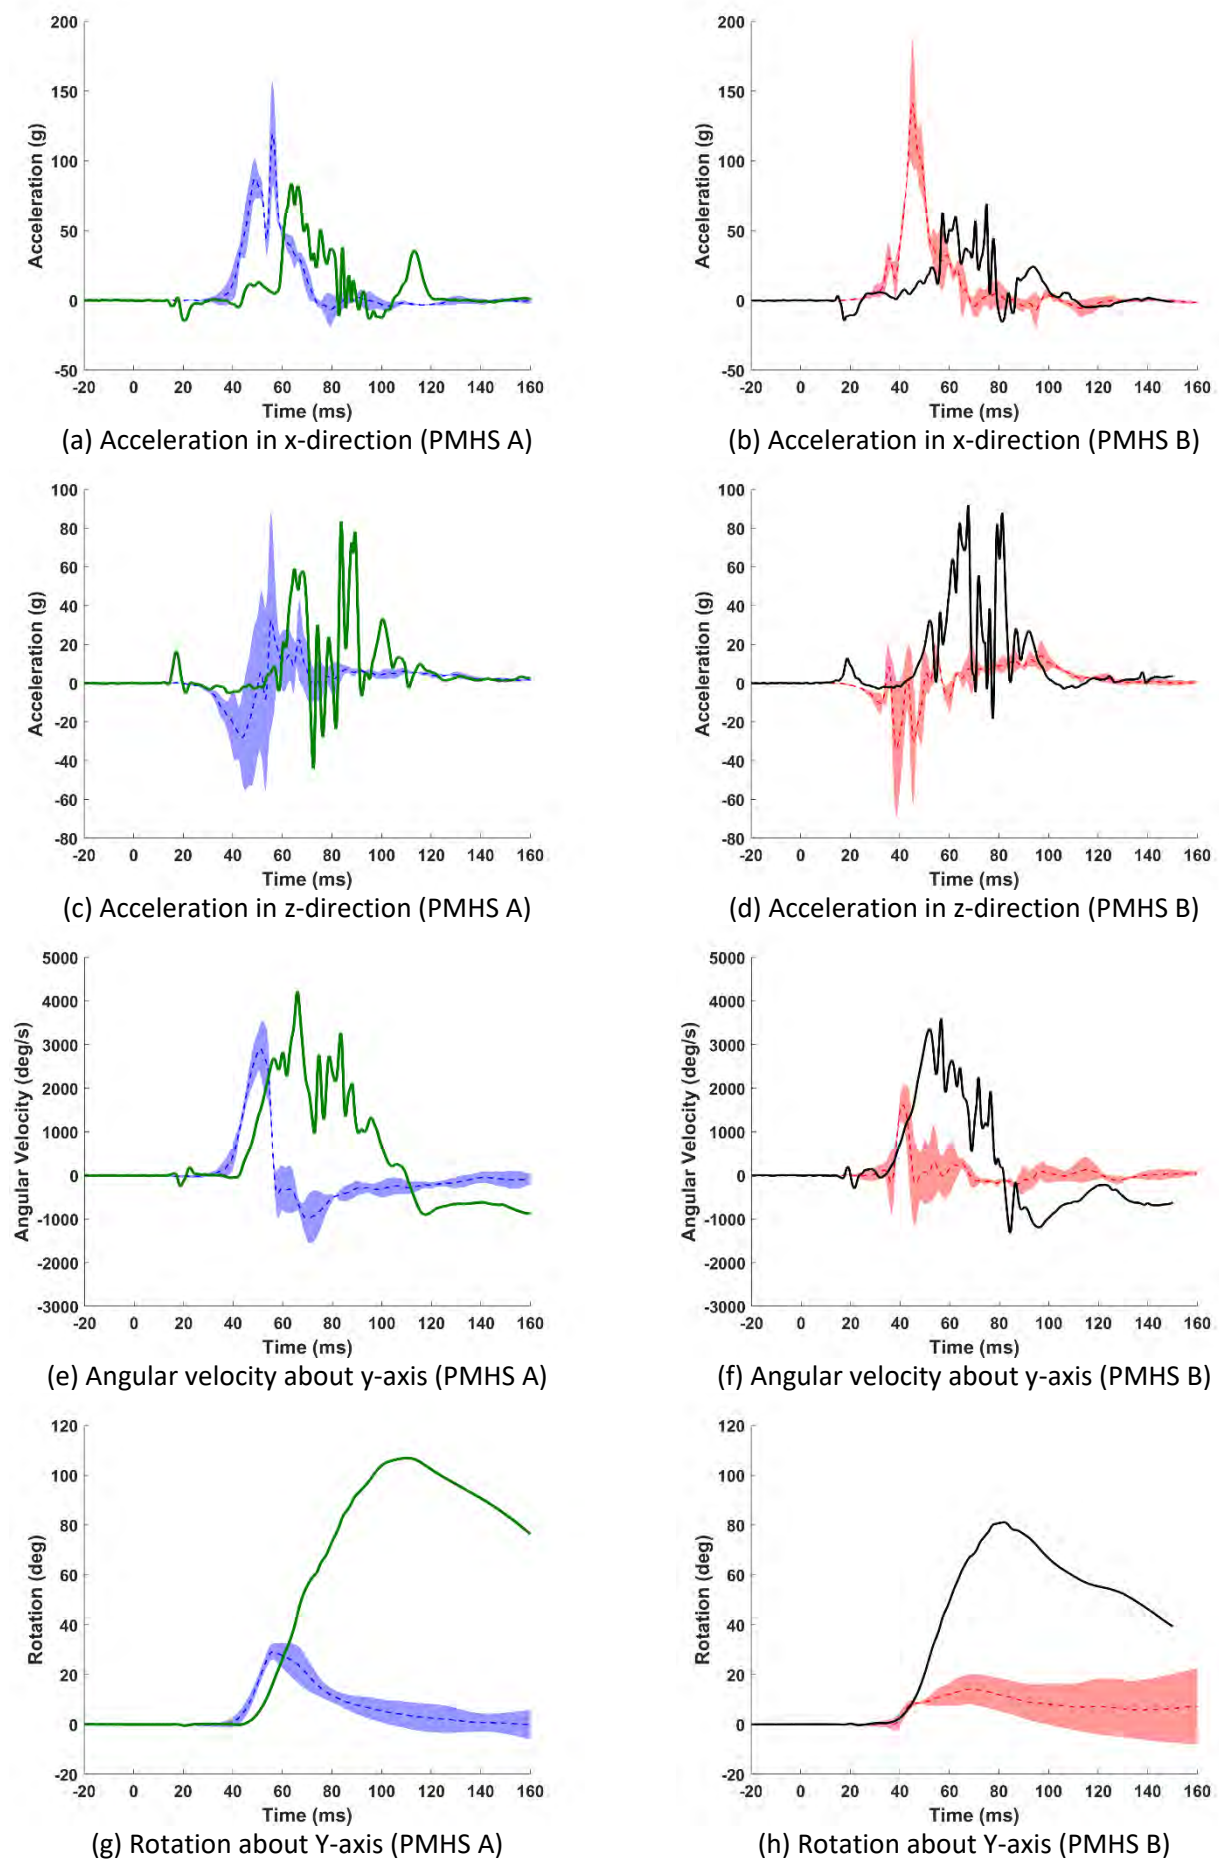 200
150
100
50
0
-50
Acceleration (g)
-20 0 20 40 60 80 100 120 140 160
Time (ms)
(a) Acceleration in x-direction (PMHS A)
200
150
100
50
0
-50
Acceleration (g)
-20 0 20 40 60 80 100 120 140 160
Time (ms)
(b) Acceleration in x-direction (PMHS B)
100
80
60
40
20
0
-20
-40
-60
-80
Acceleration (g)
-20 0 20 40 60 80 100 120 140 160
Time (ms)
(c) Acceleration in z-direction (PMHS A)
100
80
60
40
20
0
-20
-40
-60
-80
Acceleration (g)
-20 0 20 40 60 80 100 120 140 160
Time (ms)
(d) Acceleration in z-direction (PMHS B)
5000
4000
3000
2000
1000
0
-1000
-2000
-3000
Angular Velocity (deg/s)
-20 0 20 40 60 80 100 120 140 160
Time (ms)
(e) Angular velocity about y-axis (PMHS A)
5000
4000
3000
2000
1000
0
-1000
-2000
-3000
Angular Velocity (deg/s)
-20 0 20 40 60 80 100 120 140 160
Time (ms)
(f) Angular velocity about y-axis (PMHS B)
120
100
80
60
40
20
0
-20
Rotation (deg)
-20 0 20 40 60 80 100 120 140 160
Time (ms)
(g) Rotation about Y-axis (PMHS A)
120
100
80
60
40
20
0
-20
Rotation (deg)
-20 0 20 40 60 80 100 120 140 160
Time (ms)
(h) Rotation about Y-axis (PMHS B)